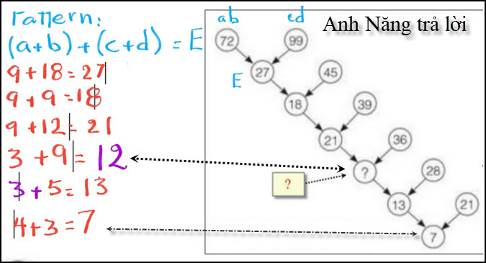 Pattern:
ab cd
Anh Năng trả lời
(a+b)+(c+d) = E
72 99
9+18=27
E 27 45
9+9=18
18 39
9+12=21
21 36
3+9=12
? ? 28
3+5=13
13 21
4+3=7
7